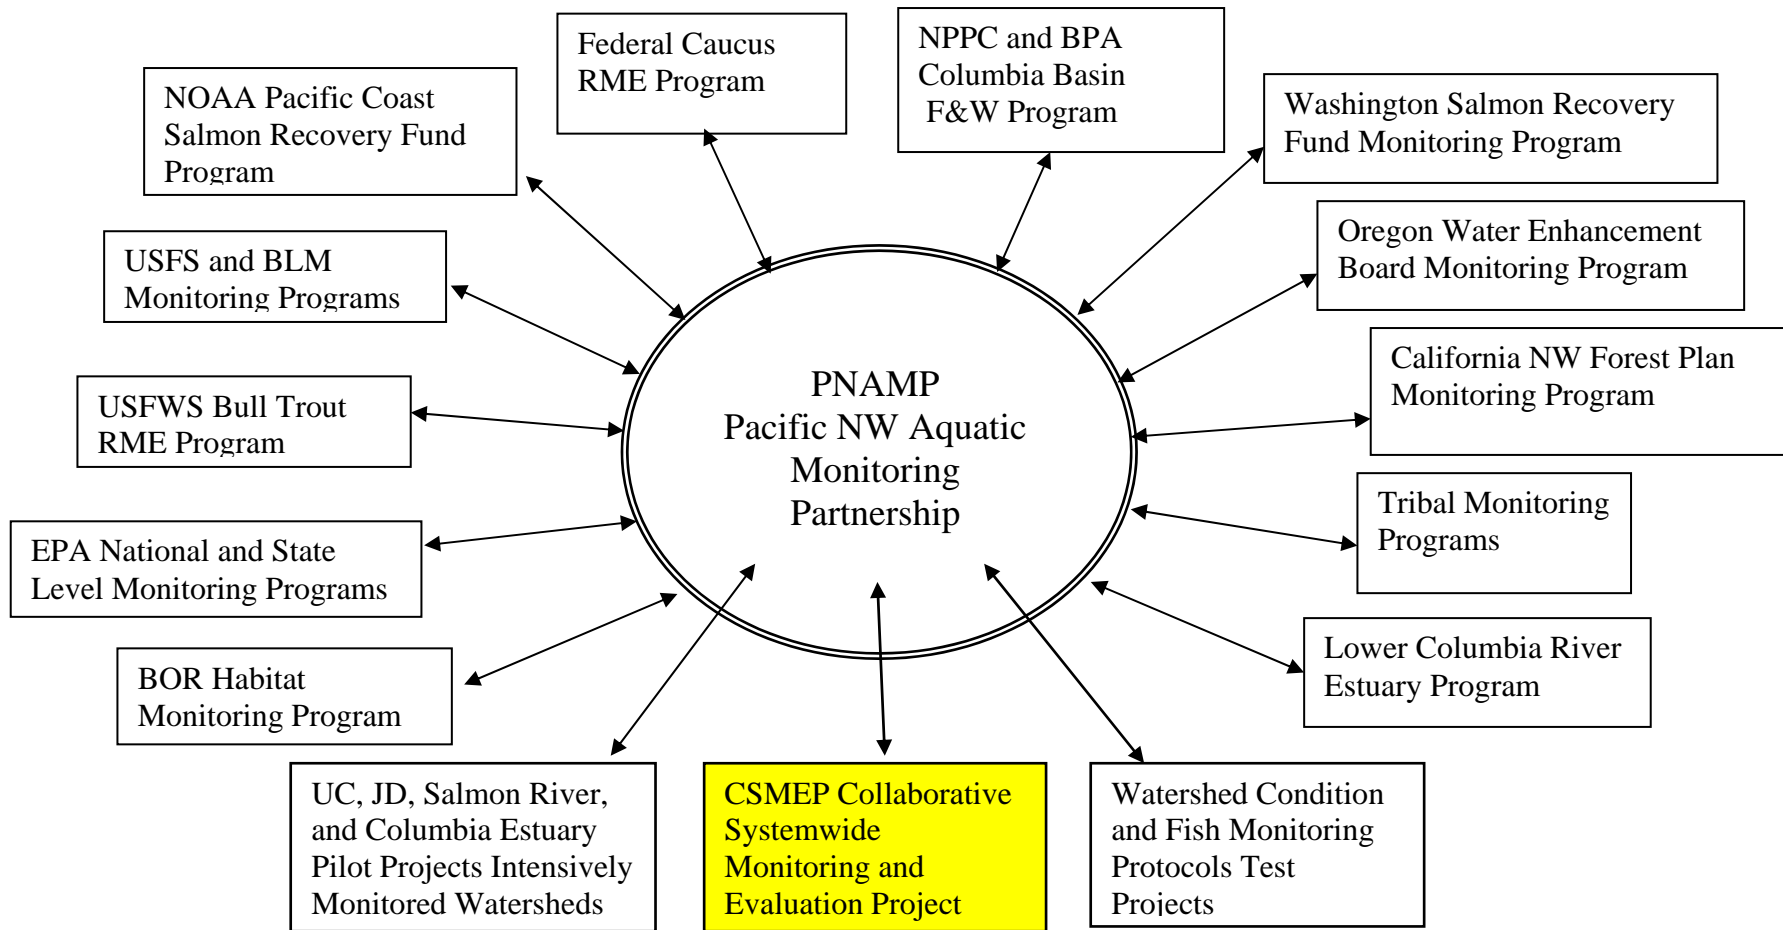 Federal Caucus
RME Program
NPPC and BPA
Columbia Basin
F&W Program
NOAA Pacific Coast
Salmon Recovery Fund
Program
Washington Salmon Recovery
Fund Monitoring Program
USFS and BLM
Monitoring Programs
Oregon Water Enhancement
Board Monitoring Program
USFWS Bull Trout
RME Program
PNAMP
Pacific NW Aquatic
Monitoring
Partnership
California NW Forest Plan
Monitoring Program
EPA National and State
Level Monitoring Programs
Tribal Monitoring
Programs
BOR Habitat
Monitoring Program
Lower Columbia River
Estuary Program
UC, JD, Salmon River,
and Columbia Estuary
Pilot Projects Intensively
Monitored Watersheds
CSMEP Collaborative
Systemwide
Monitoring and
Evaluation Project
Watershed Condition
and Fish Monitoring
Protocols Test
Projects